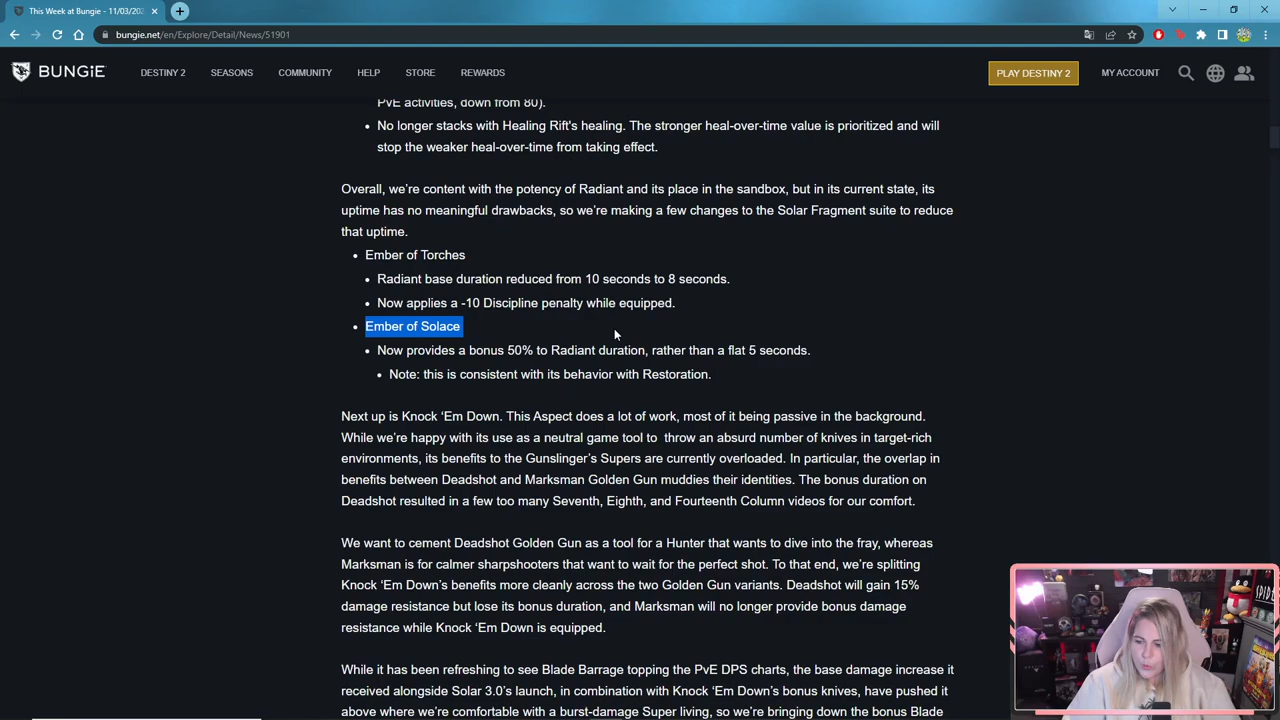 This Week at Bungie - 11/03/202
bungie.net/en/Explore/Detail/News/51901
BUNGiE
DESTINY 2
SEASONS
COMMUNITY
HELP
STORE
REWARDS
PLAY DESTINY 2
MY ACCOUNT
PvE activities, down from 80).
• No longer stacks with Healing Rift's healing. The stronger heal-over-time value is prioritized and will
stop the weaker heal-over-time from taking effect.
Overall, we're content with the potency of Radiant and its place in the sandbox, but in its current state, its
uptime has no meaningful drawbacks, so we're making a few changes to the Solar Fragment suite to reduce
that uptime.
• Ember of Torches
• Radiant base duration reduced from 10 seconds to 8 seconds.
• Now applies a -10 Discipline penalty while equipped.
• Ember of Solace
• Now provides a bonus 50% to Radiant duration, rather than a flat 5 seconds.
• Note: this is consistent with its behavior with Restoration.
Next up is Knock ‘Em Down. This Aspect does a lot of work, most of it being passive in the background.
While we're happy with its use as a neutral game tool to  throw an absurd number of knives in target-rich
environments, its benefits to the Gunslinger's Supers are currently overloaded. In particular, the overlap in
benefits between Deadshot and Marksman Golden Gun muddies their identities. The bonus duration on
Deadshot resulted in a few too many Seventh, Eighth, and Fourteenth Column videos for our comfort.
We want to cement Deadshot Golden Gun as a tool for a Hunter that wants to dive into the fray, whereas
Marksman is for calmer sharpshooters that want to wait for the perfect shot. To that end, we're splitting
Knock ‘Em Down's benefits more cleanly across the two Golden Gun variants. Deadshot will gain 15%
damage resistance but lose its bonus duration, and Marksman will no longer provide bonus damage
resistance while Knock ‘Em Down is equipped.
While it has been refreshing to see Blade Barrage topping the PvE DPS charts, the base damage increase it
received alongside Solar 3.0's launch, in combination with Knock ‘Em Down's bonus knives, have pushed it
above where we're comfortable with a burst-damage Super living, so we're bringing down the bonus Blade